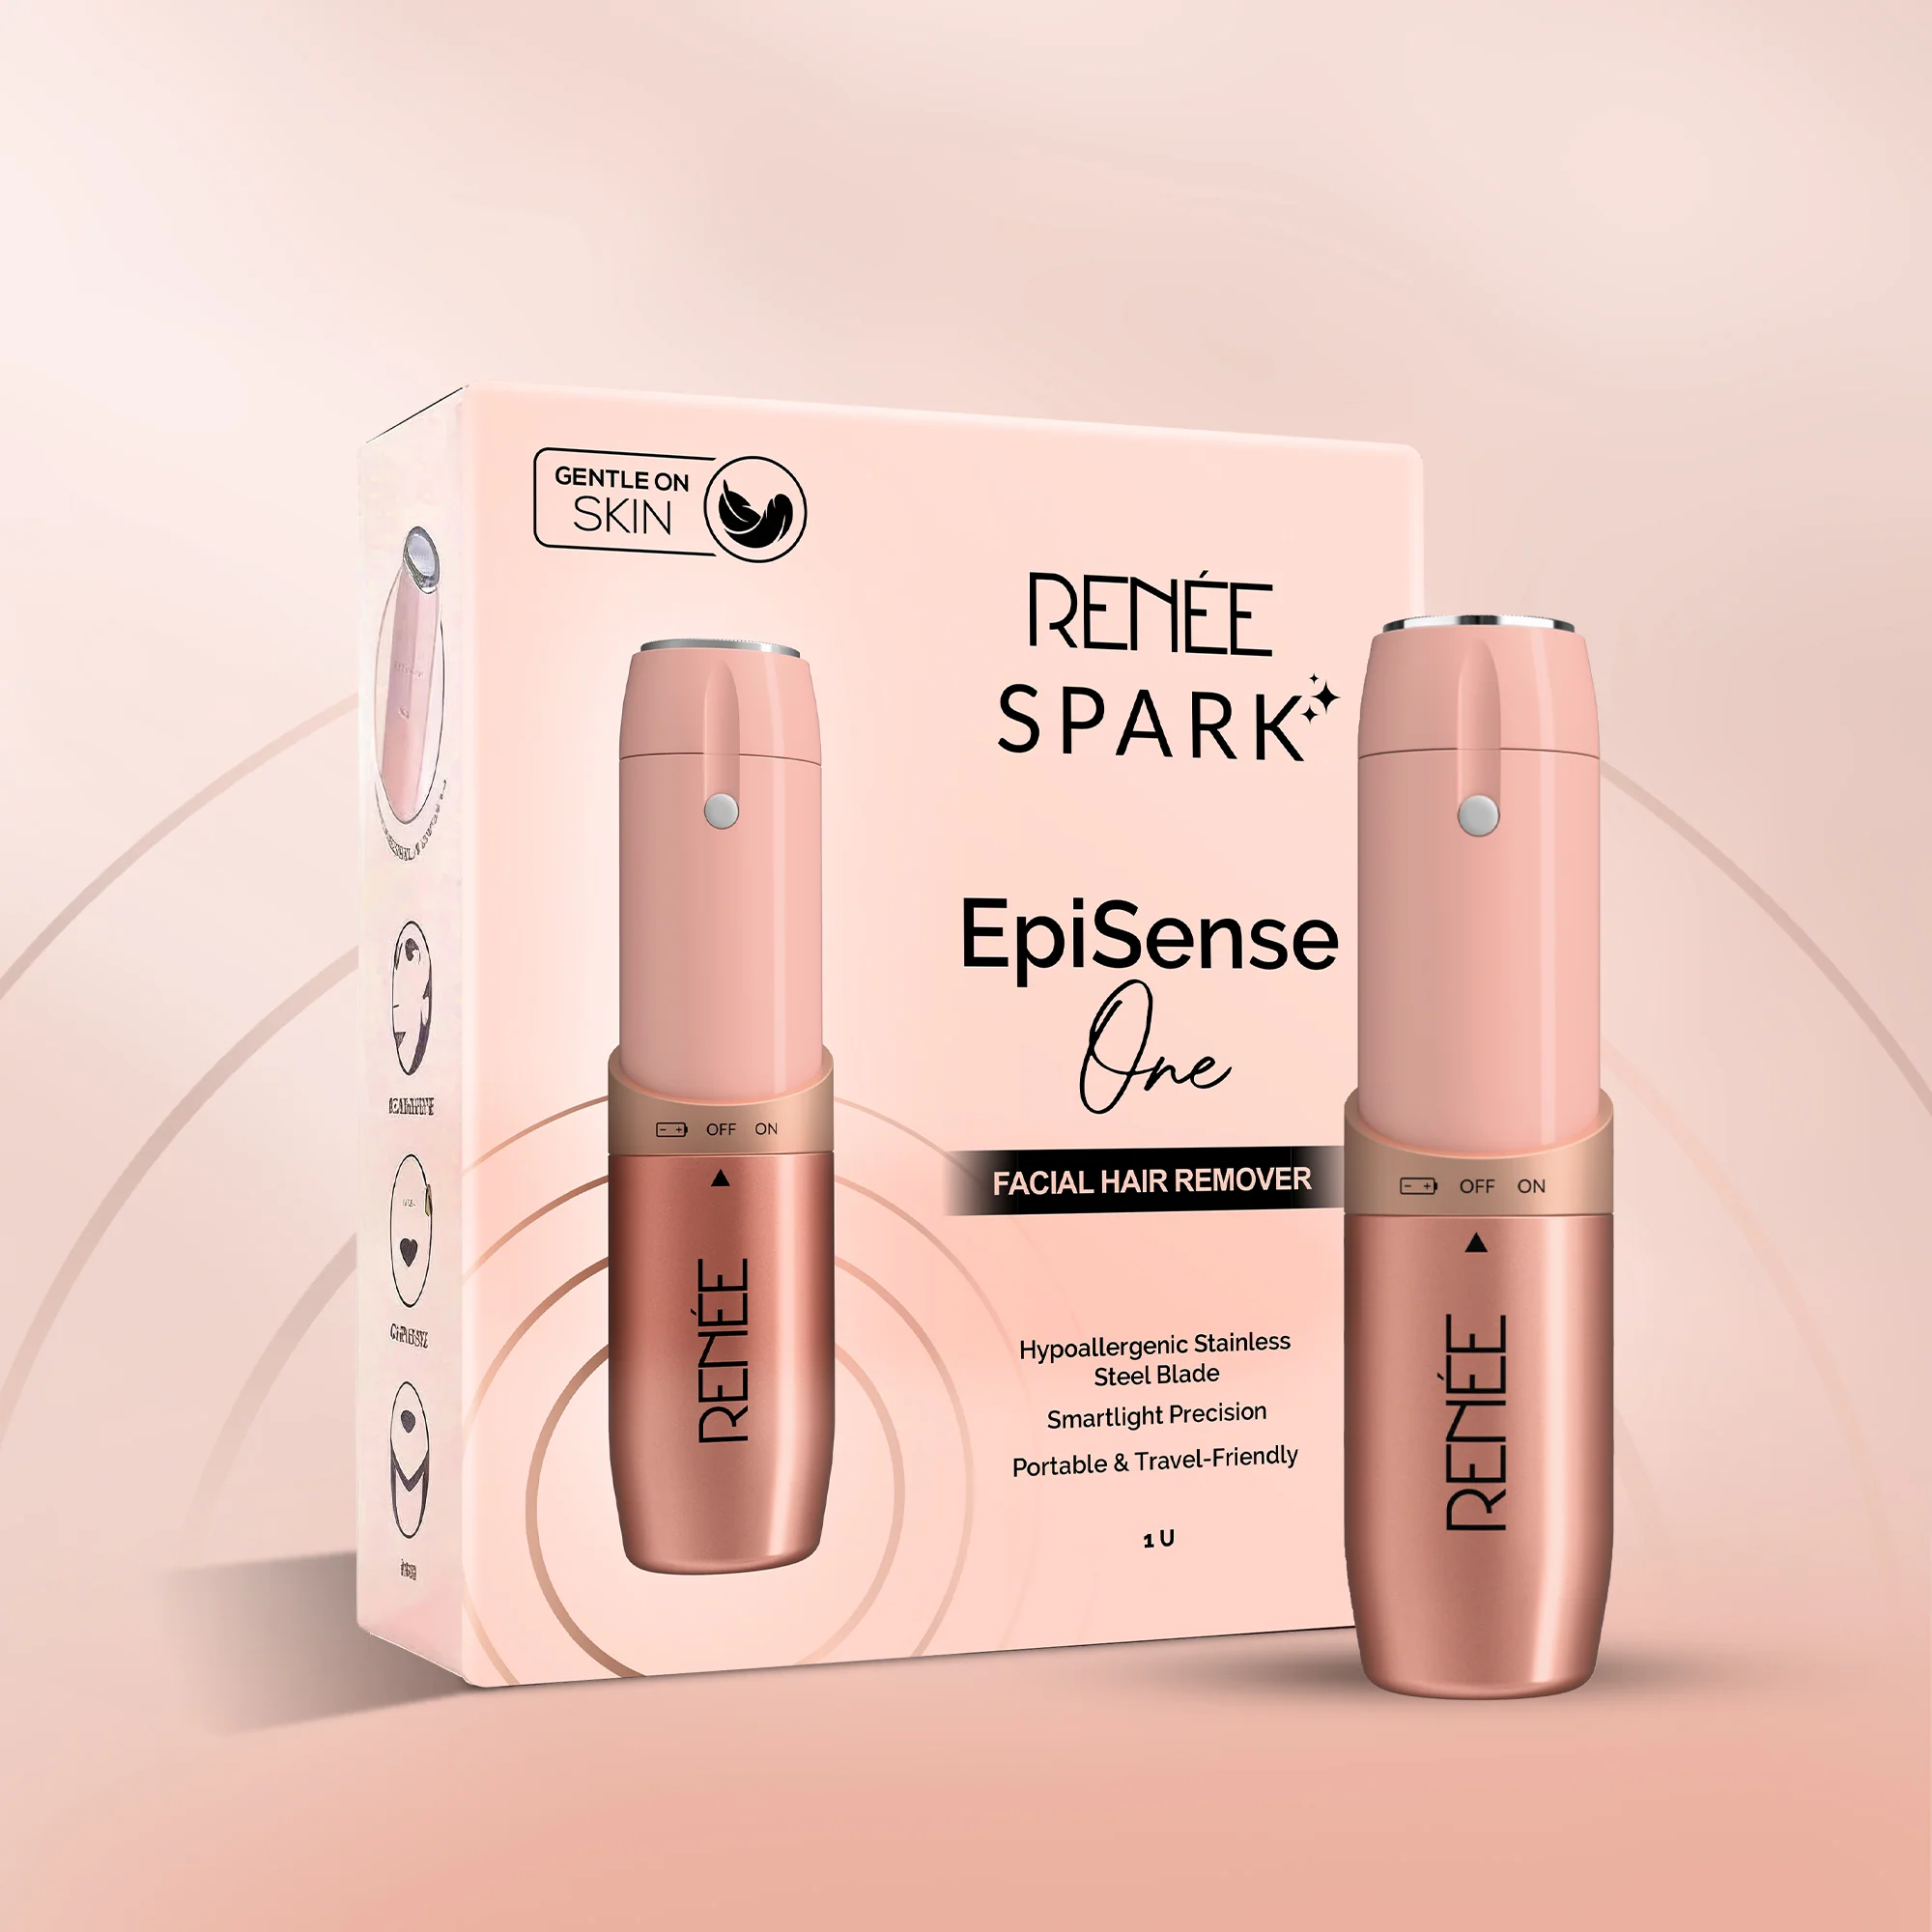 GENTLE ON
SKIN
RENÉE
SPARK
EpiSense
One
FACIAL HAIR REMOVER
Hypoallergenic Stainless
Steel Blade
Smartlight Precision
Portable & Travel-Friendly
1 U
OFF ON
RENÉE
OFF ON
RENÉE